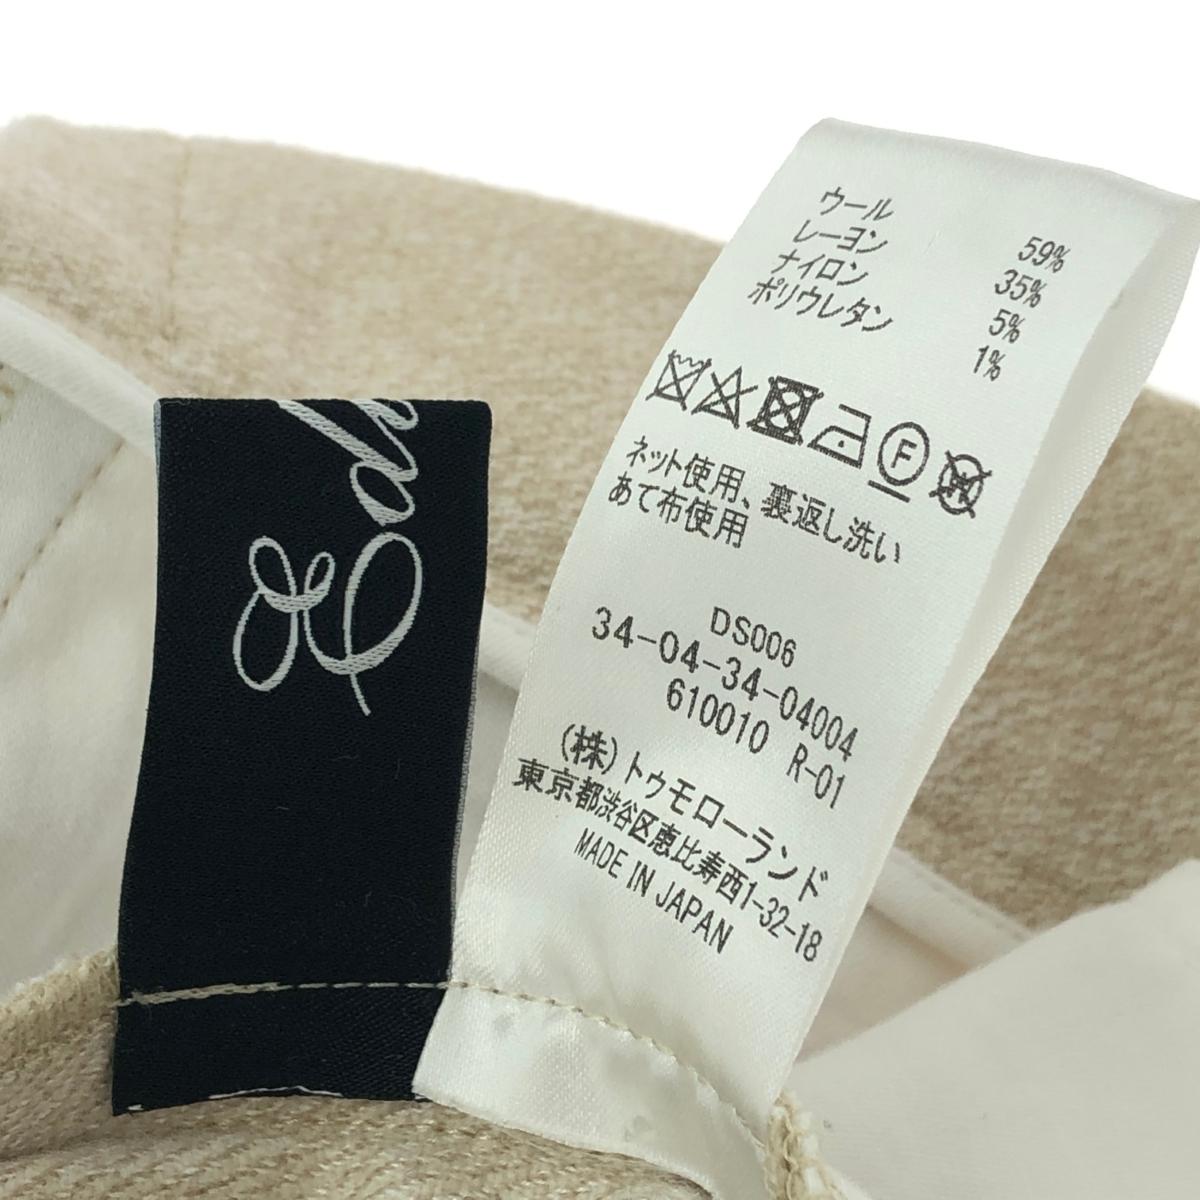 ウール 59%
レーヨン 35%
ナイロン 5%
ポリウレタン 1%
F
ネット使用、裏返し洗い
あて布使用
DS006
34-04-34-04004
610010 R-01
(株)トゥモローランド
東京都渋谷区恵比寿西1-32-18
MADE IN JAPAN